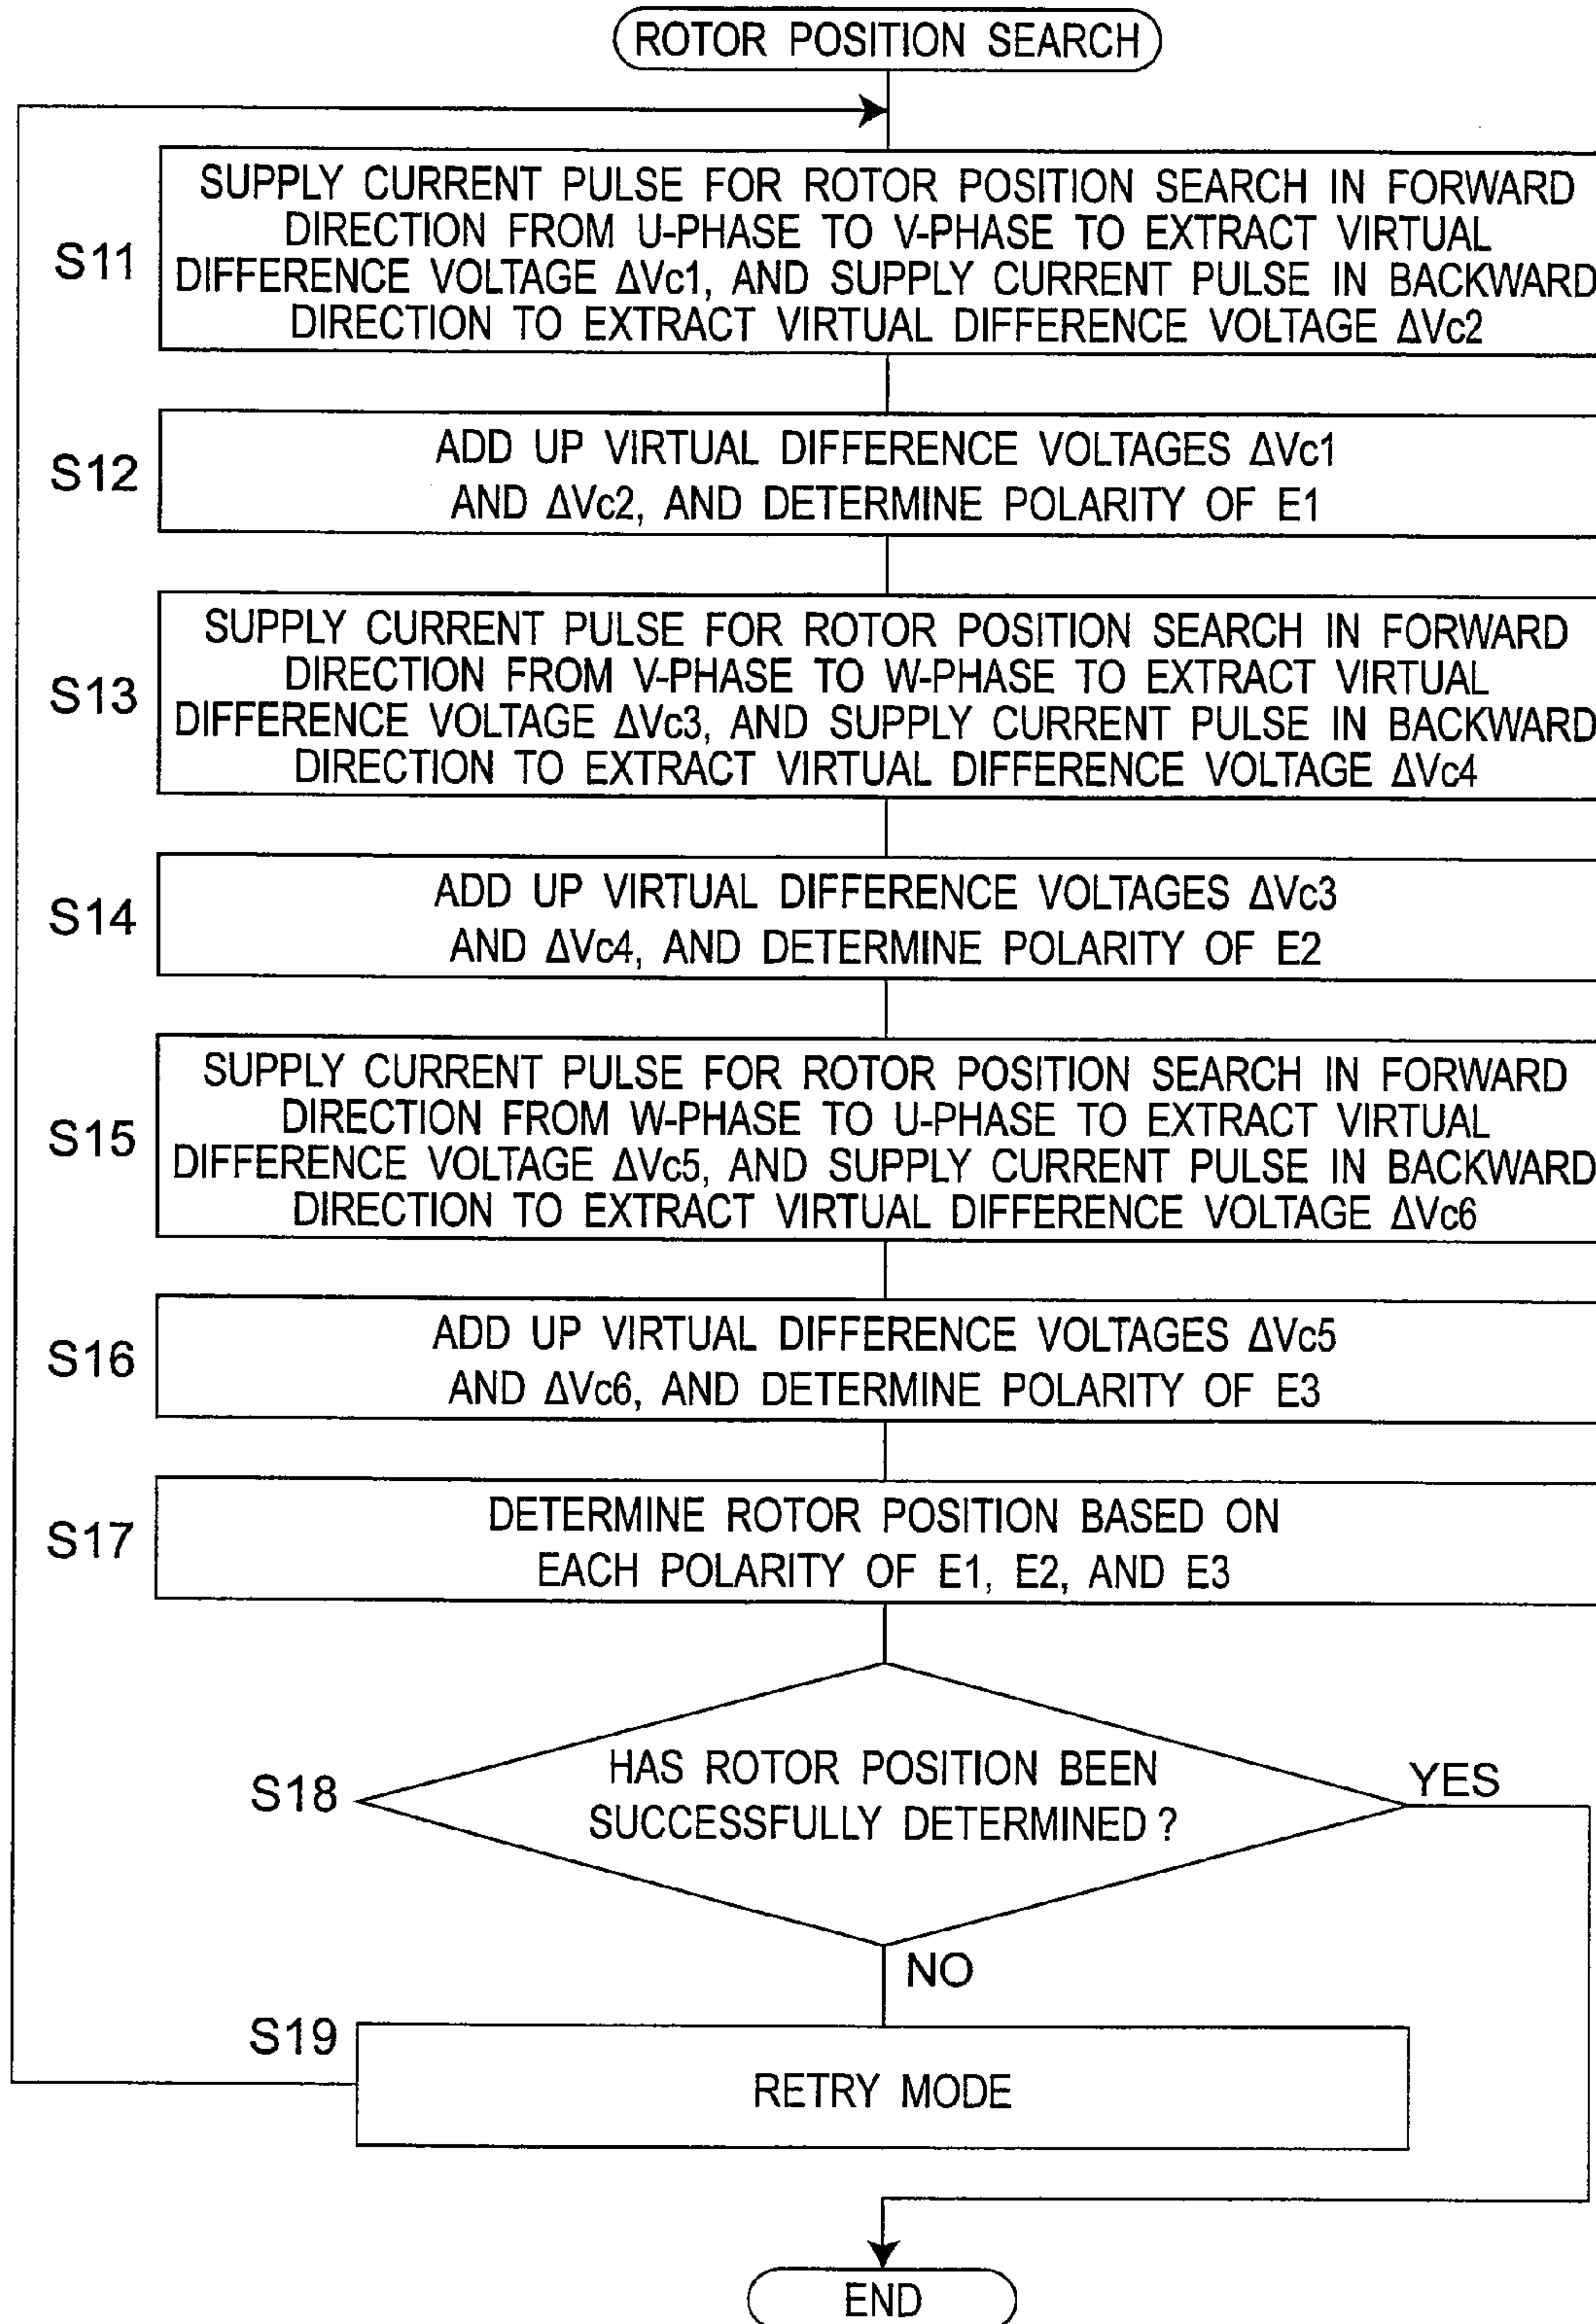 ROTOR POSITION SEARCH
S11
SUPPLY CURRENT PULSE FOR ROTOR POSITION SEARCH IN FORWARD
DIRECTION FROM U-PHASE TO V-PHASE TO EXTRACT VIRTUAL
DIFFERENCE VOLTAGE ΔVc1, AND SUPPLY CURRENT PULSE IN BACKWARD
DIRECTION TO EXTRACT VIRTUAL DIFFERENCE VOLTAGE ΔVc2
S12
ADD UP VIRTUAL DIFFERENCE VOLTAGES ΔVc1
AND ΔVc2, AND DETERMINE POLARITY OF E1
S13
SUPPLY CURRENT PULSE FOR ROTOR POSITION SEARCH IN FORWARD
DIRECTION FROM V-PHASE TO W-PHASE TO EXTRACT VIRTUAL
DIFFERENCE VOLTAGE ΔVc3, AND SUPPLY CURRENT PULSE IN BACKWARD
DIRECTION TO EXTRACT VIRTUAL DIFFERENCE VOLTAGE ΔVc4
S14
ADD UP VIRTUAL DIFFERENCE VOLTAGES ΔVc3
AND ΔVc4, AND DETERMINE POLARITY OF E2
S15
SUPPLY CURRENT PULSE FOR ROTOR POSITION SEARCH IN FORWARD
DIRECTION FROM W-PHASE TO U-PHASE TO EXTRACT VIRTUAL
DIFFERENCE VOLTAGE ΔVc5, AND SUPPLY CURRENT PULSE IN BACKWARD
DIRECTION TO EXTRACT VIRTUAL DIFFERENCE VOLTAGE ΔVc6
S16
ADD UP VIRTUAL DIFFERENCE VOLTAGES ΔVc5
AND ΔVc6, AND DETERMINE POLARITY OF E3
S17
DETERMINE ROTOR POSITION BASED ON
EACH POLARITY OF E1, E2, AND E3
S18
HAS ROTOR POSITION BEEN
SUCCESSFULLY DETERMINED ?
YES
NO
S19
RETRY MODE
END